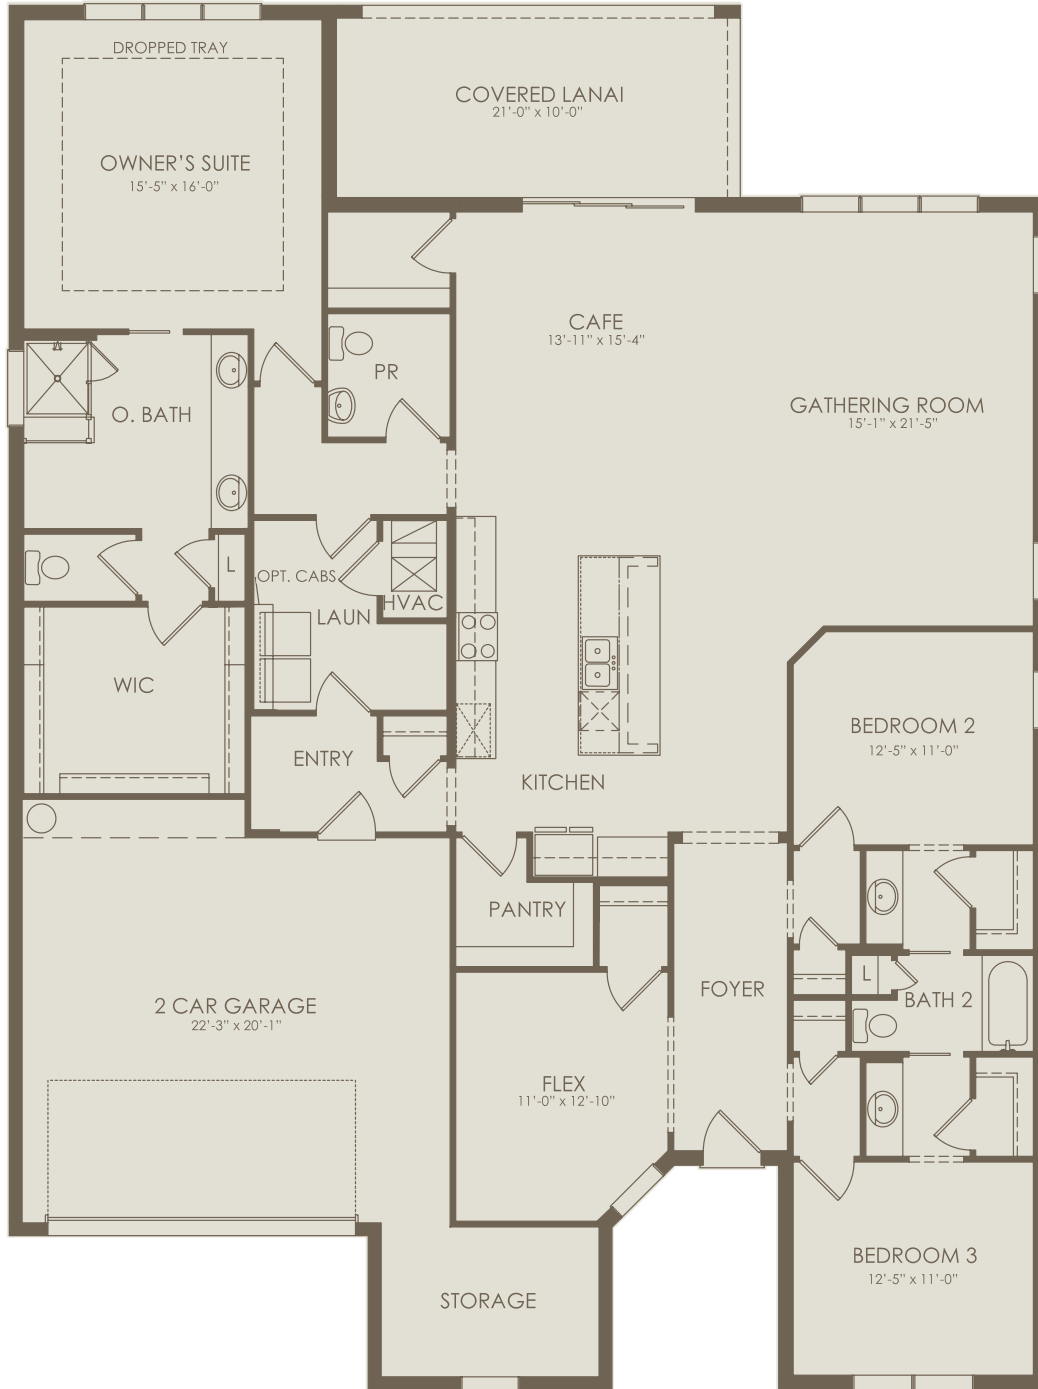 DROPPED TRAY
COVERED LANAI
21'-0" x 10'-0"
OWNER'S SUITE
15'-5" x 16'-0"
CAFE
13'-11" x 15'-4"
PR
GATHERING ROOM
15'-1" x 21'-5"
O. BATH
L
OPT. CABS
HVAC
LAUN
WIC
BEDROOM 2
12'-5" x 11'-0"
ENTRY
KITCHEN
PANTRY
L
FOYER
BATH 2
2 CAR GARAGE
22'-3" x 20'-1"
FLEX
11'-0" x 12'-10"
BEDROOM 3
12'-5" x 11'-0"
STORAGE